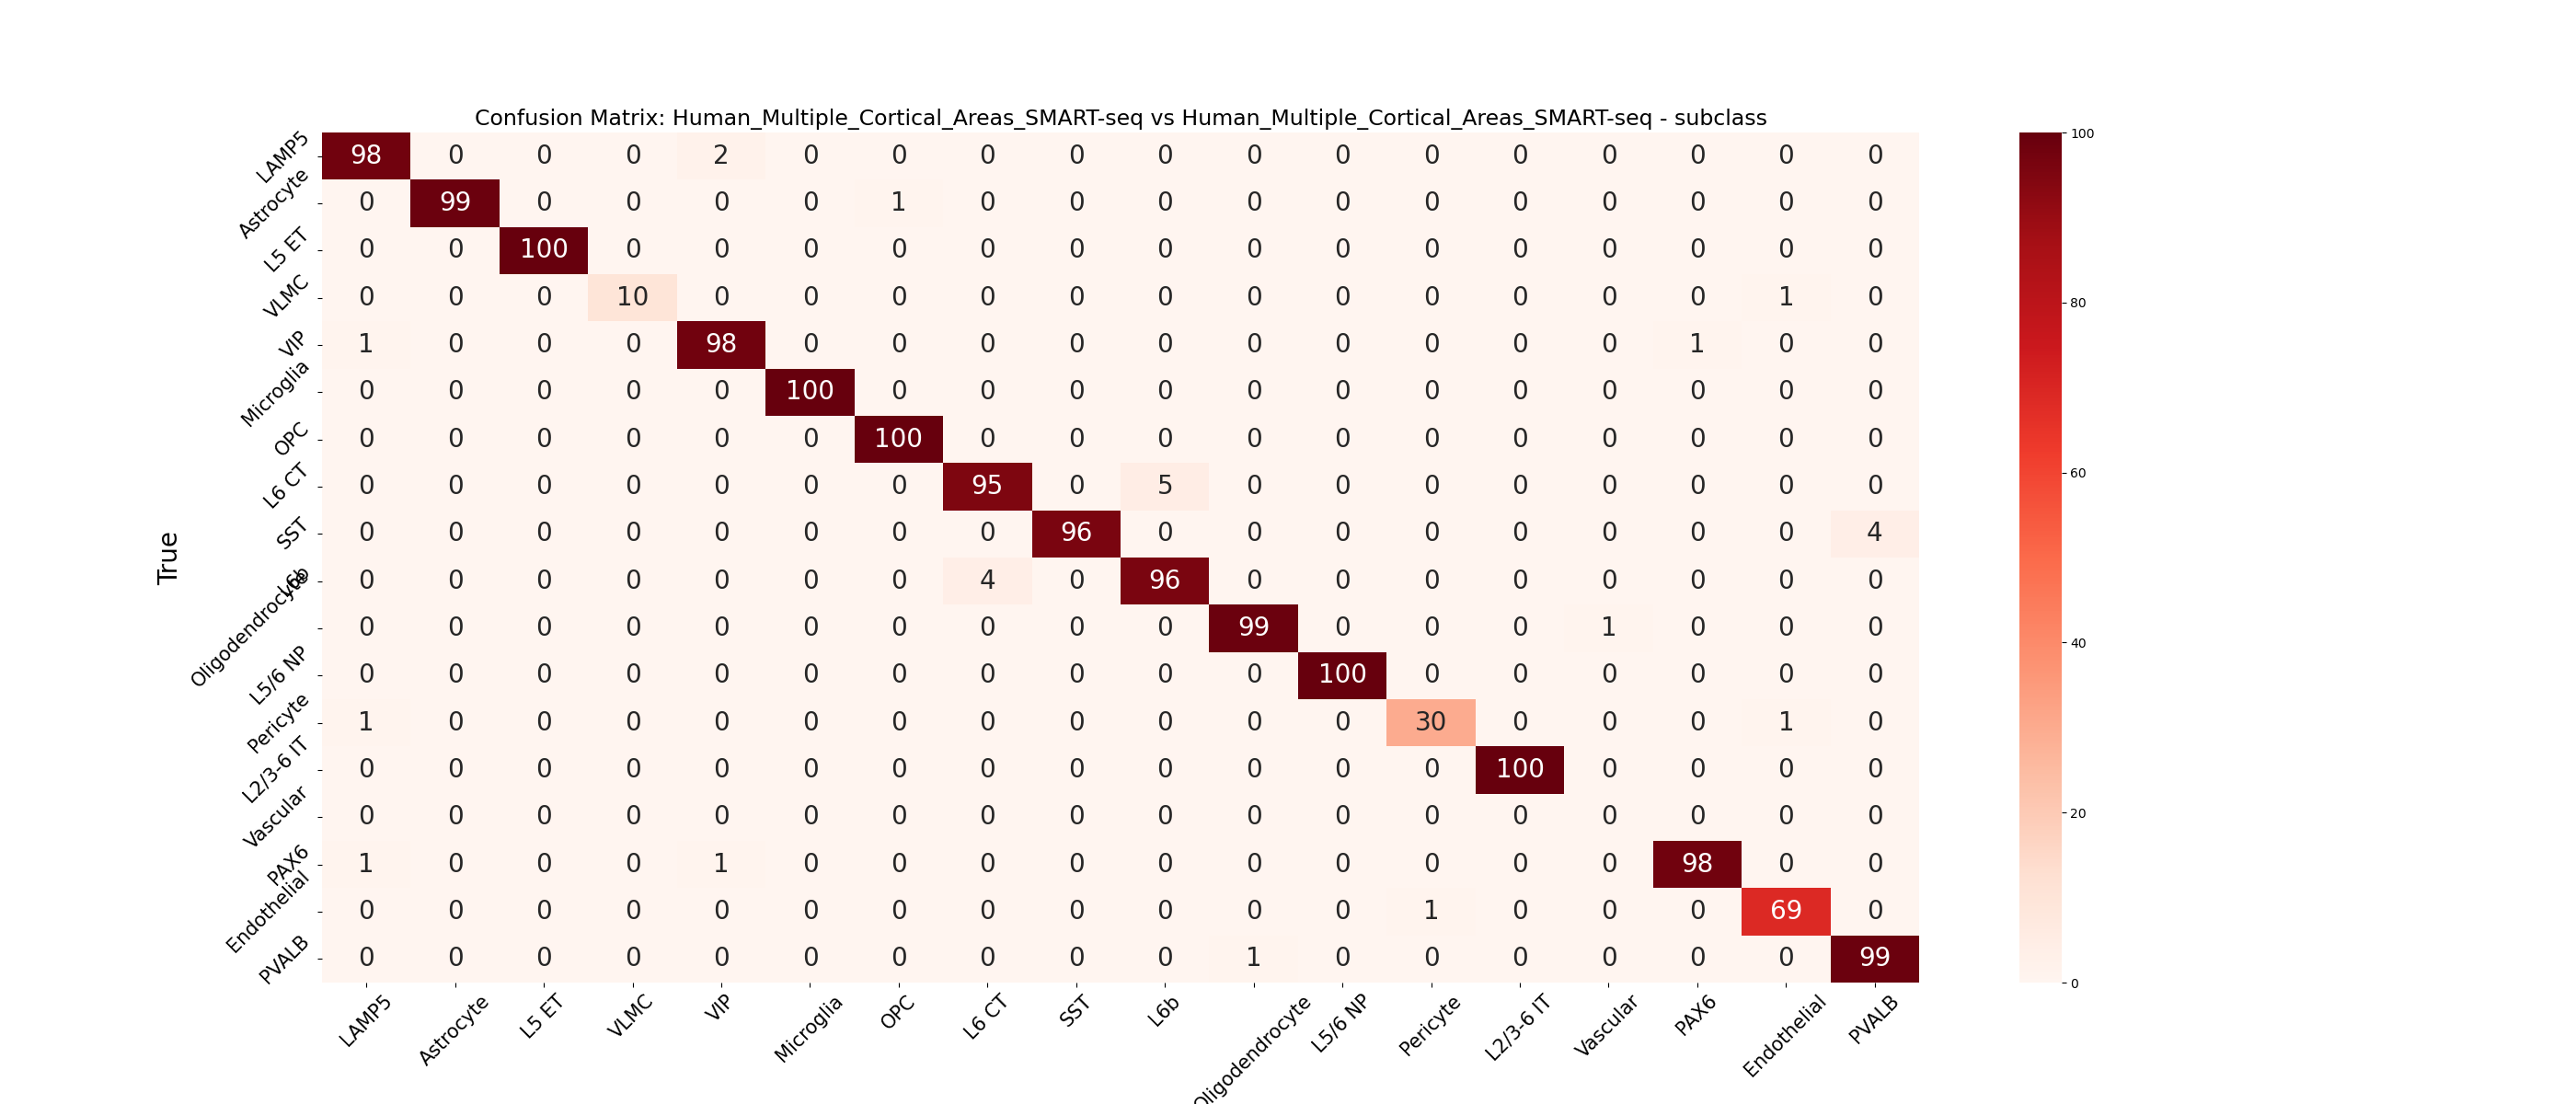 Confusion Matrix: Human_Multiple_Cortical_Areas_SMART-seq vs Human_Multiple_Cortical_Areas_SMART-seq - subclass
True
LAMP5 98 0 0 0 2 0 0 0 0 0 0 0 0 0 0 0 0 0
Astrocyte 0 99 0 0 0 0 1 0 0 0 0 0 0 0 0 0 0 0
L5 ET 0 0 100 0 0 0 0 0 0 0 0 0 0 0 0 0 0 0
VLMC 0 0 0 10 0 0 0 0 0 0 0 0 0 0 0 0 1 0
VIP 1 0 0 0 98 0 0 0 0 0 0 0 0 0 0 1 0 0
Microglia 0 0 0 0 0 100 0 0 0 0 0 0 0 0 0 0 0 0
OPC 0 0 0 0 0 0 100 0 0 0 0 0 0 0 0 0 0 0
L6 CT 0 0 0 0 0 0 0 95 0 5 0 0 0 0 0 0 0 0
SST 0 0 0 0 0 0 0 0 96 0 0 0 0 0 0 0 0 4
L6b 0 0 0 0 0 0 0 4 0 96 0 0 0 0 0 0 0 0
Oligodendrocyte 0 0 0 0 0 0 0 0 0 0 99 0 0 0 1 0 0 0
L5/6 NP 0 0 0 0 0 0 0 0 0 0 0 100 0 0 0 0 0 0
Pericyte 1 0 0 0 0 0 0 0 0 0 0 0 30 0 0 0 1 0
L2/3-6 IT 0 0 0 0 0 0 0 0 0 0 0 0 0 100 0 0 0 0
Vascular 0 0 0 0 0 0 0 0 0 0 0 0 0 0 0 0 0 0
PAX6 1 0 0 0 1 0 0 0 0 0 0 0 0 0 0 98 0 0
Endothelial 0 0 0 0 0 0 0 0 0 0 0 0 1 0 0 0 69 0
PVALB 0 0 0 0 0 0 0 0 0 0 1 0 0 0 0 0 0 99
LAMP5 Astrocyte L5 ET VLMC VIP Microglia OPC L6 CT SST L6b Oligodendrocyte L5/6 NP Pericyte L2/3-6 IT Vascular PAX6 Endothelial PVALB
100
80
60
40
20
0